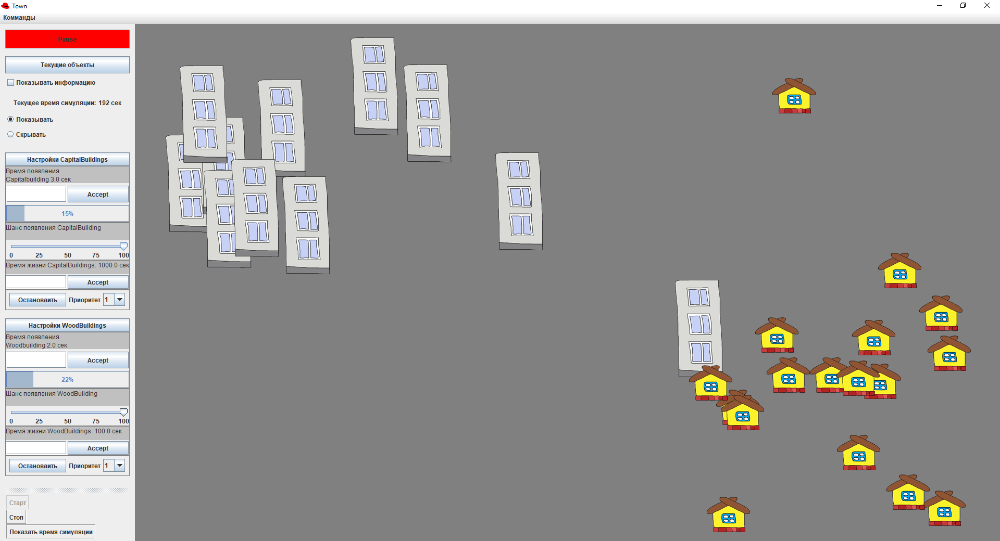 Town
Комманды
Pause
Текущие объекты
Показывать информацию
Текущее время симуляции: 192 сек
Показывать
Скрывать
Настройки CapitalBuildings
Время появления
Capitalbuilding 3.0 сек
Accept
15%
Шанс появления CapitalBuilding
0 25 50 75 100
Время жизни CapitalBuildings: 1000.0 сек
Accept
Остановаить Приоритет 1
Настройки WoodBuildings
Время появления
Woodbuilding 2.0 сек
Accept
22%
Шанс появления WoodBuilding
0 25 50 75 100
Время жизни WoodBuildings: 100.0 сек
Accept
Остановаить Приоритет 1
Старт
Стоп
Показать время симуляции